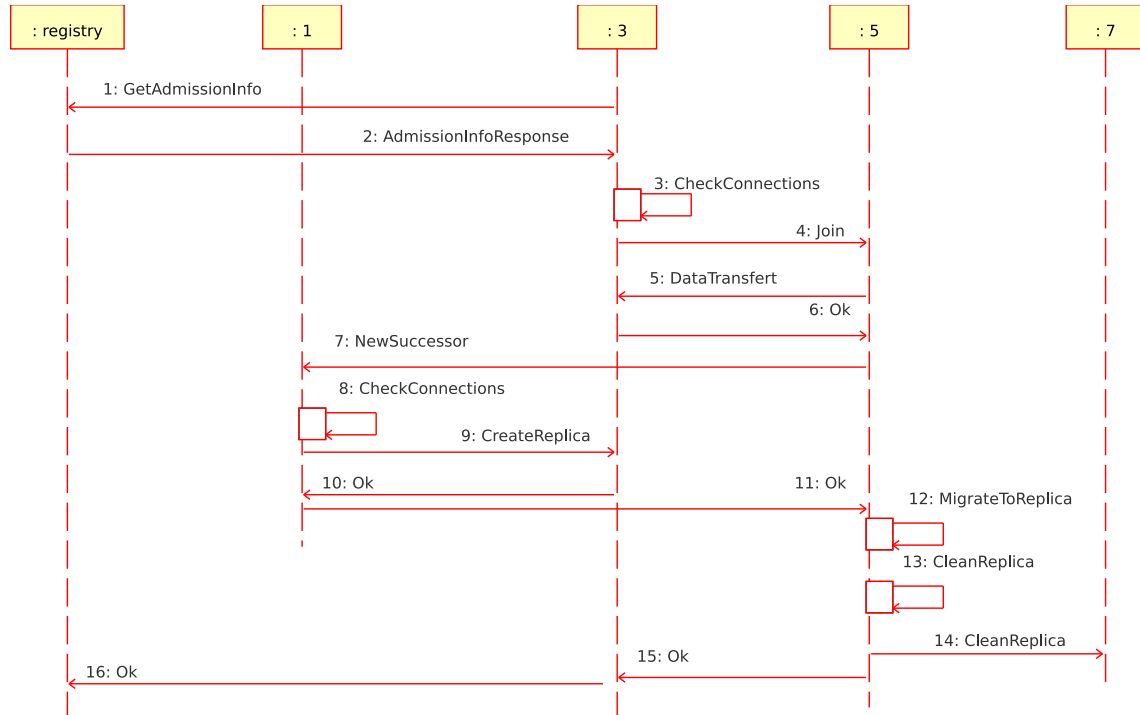 : registry
: 1
: 3
: 5
: 7
1: GetAdmissionInfo
2: AdmissionInfoResponse
3: CheckConnections
4: Join
5: DataTransfert
6: Ok
7: NewSuccessor
8: CheckConnections
9: CreateReplica
10: Ok
11: Ok
12: MigrateToReplica
13: CleanReplica
14: CleanReplica
15: Ok
16: Ok